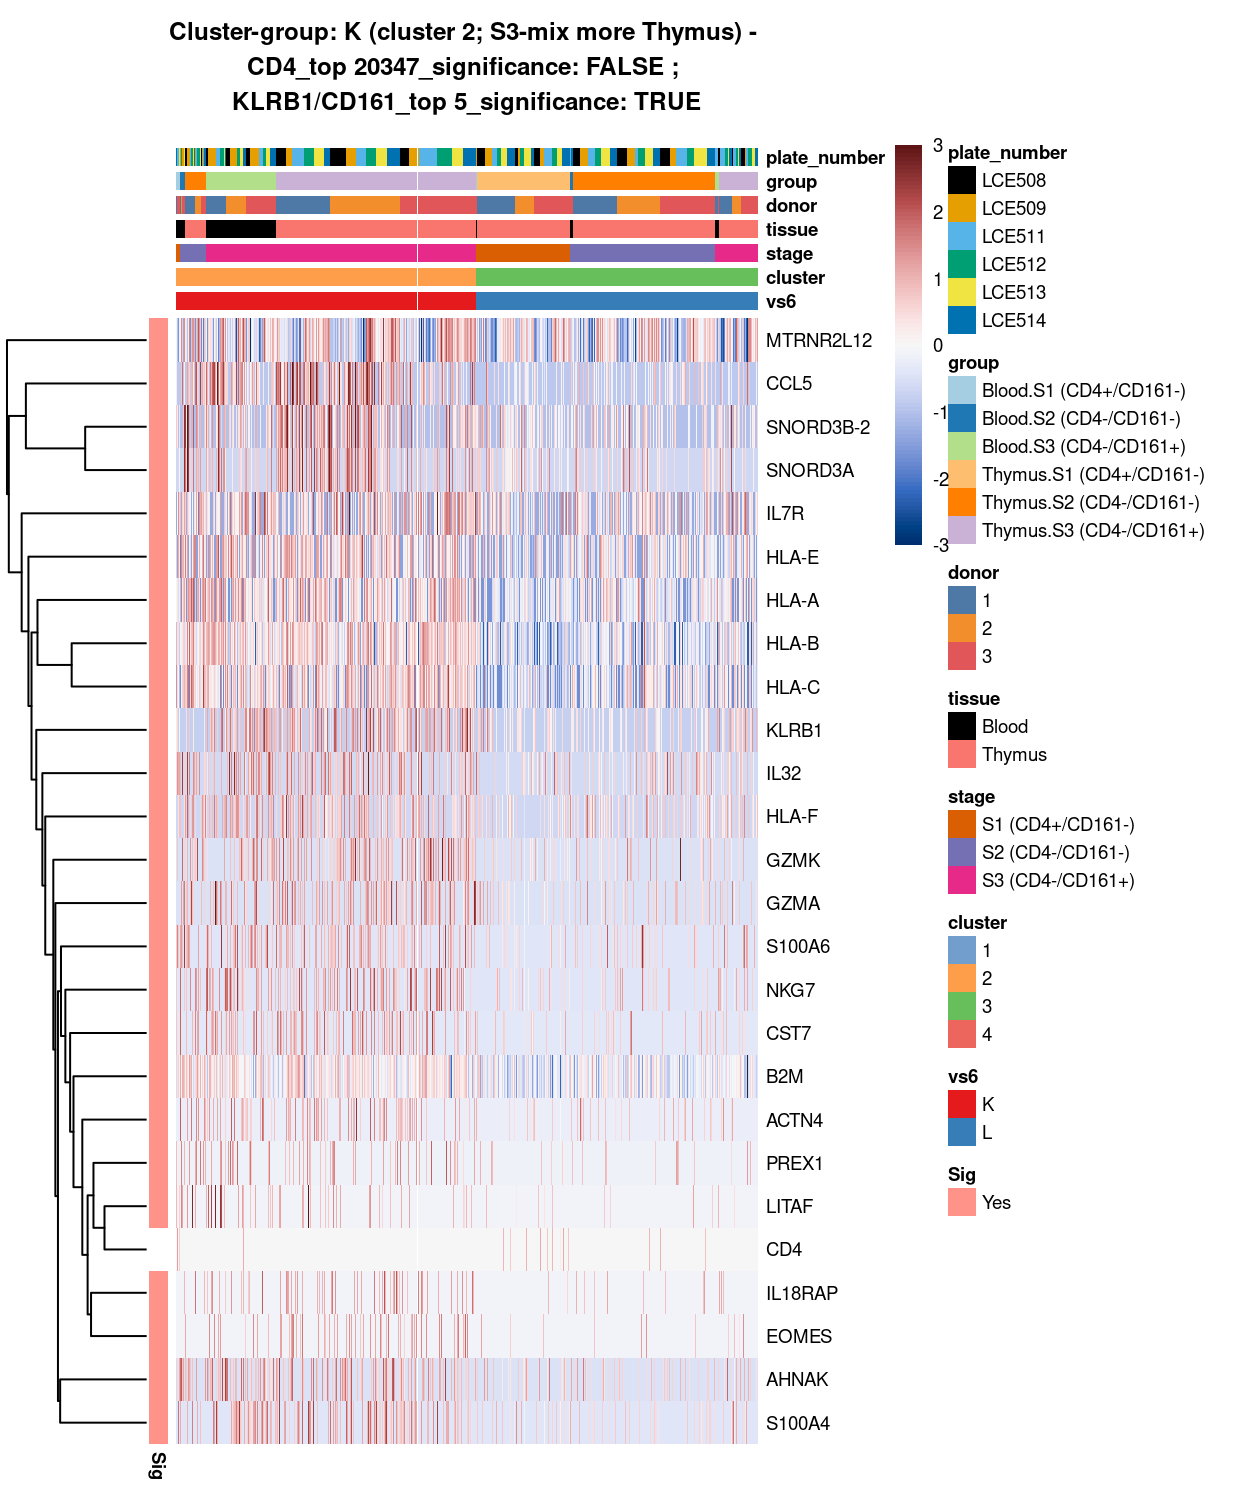 Cluster-group: K (cluster 2; S3-mix more Thymus) -
CD4_top 20347_significance: FALSE ;
KLRB1/CD161_top 5_significance: TRUE
plate_number
group
donor
tissue
stage
cluster
vs6
MTRNR2L12
CCL5
SNORD3B-2
SNORD3A
IL7R
HLA-E
HLA-A
HLA-B
HLA-C
KLRB1
IL32
HLA-F
GZMK
GZMA
S100A6
NKG7
CST7
B2M
ACTN4
PREX1
LITAF
CD4
IL18RAP
EOMES
AHNAK
S100A4
Sig
3
2
1
0
-1
-2
-3
plate_number
LCE508
LCE509
LCE511
LCE512
LCE513
LCE514
group
Blood.S1 (CD4+/CD161-)
Blood.S2 (CD4-/CD161-)
Blood.S3 (CD4-/CD161+)
Thymus.S1 (CD4+/CD161-)
Thymus.S2 (CD4-/CD161-)
Thymus.S3 (CD4-/CD161+)
donor
1
2
3
tissue
Blood
Thymus
stage
S1 (CD4+/CD161-)
S2 (CD4-/CD161-)
S3 (CD4-/CD161+)
cluster
1
2
3
4
vs6
K
L
Sig
Yes